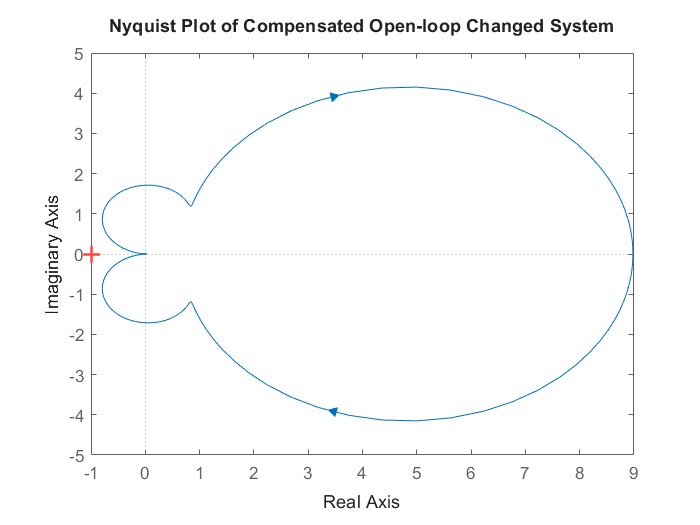 Nyquist Plot of Compensated Open-loop Changed System
5
4
3
2
1
0
-1
-2
-3
-4
-5
Imaginary Axis
-1 0 1 2 3 4 5 6 7 8 9
Real Axis